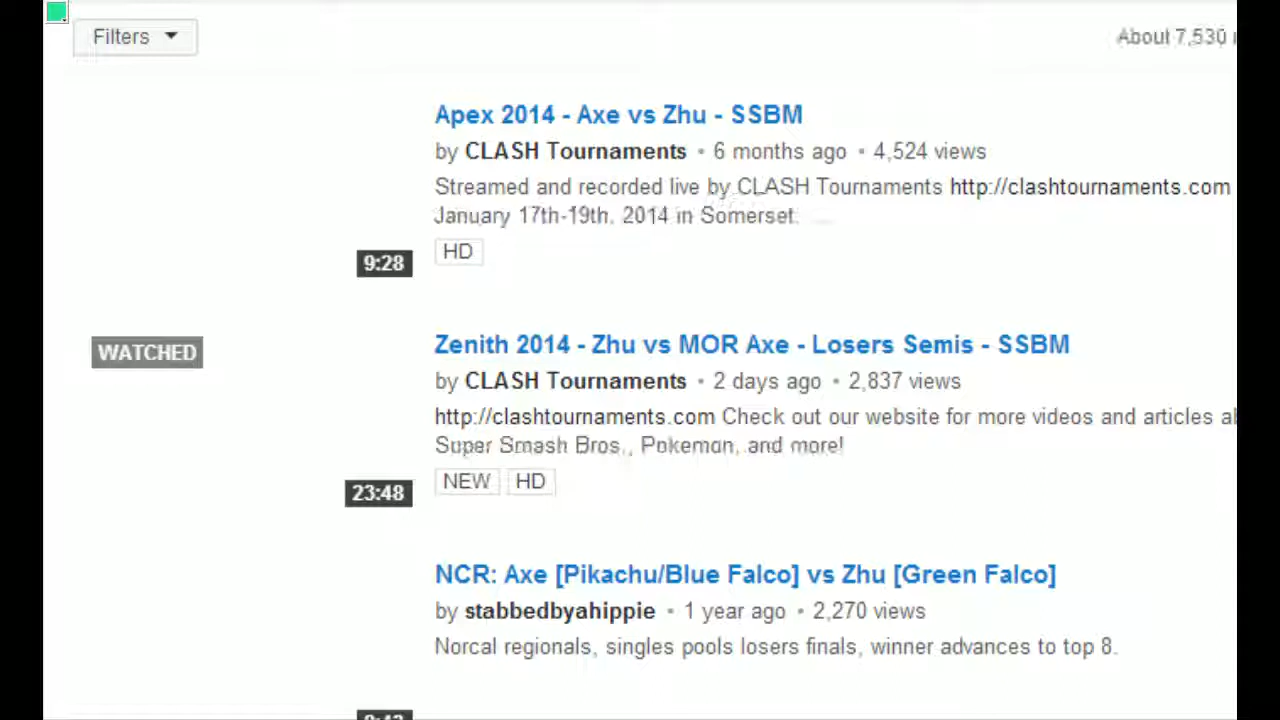 Filters
About 7,530
Apex 2014 - Axe vs Zhu - SSBM
by CLASH Tournaments • 6 months ago • 4,524 views
Streamed and recorded live by CLASH Tournaments http://clashtournaments.com
January 17th-19th, 2014 in Somerset
HD
9:28
WATCHED
Zenith 2014 - Zhu vs MOR Axe - Losers Semis - SSBM
by CLASH Tournaments • 2 days ago • 2,837 views
http://clashtournaments.com Check out our website for more videos and articles
Super Smash Bros., Pokemon, and more!
NEW HD
23:48
NCR: Axe [Pikachu/Blue Falco] vs Zhu [Green Falco]
by stabbedbyahippie • 1 year ago • 2,270 views
Norcal regionals, singles pools losers finals, winner advances to top 8.